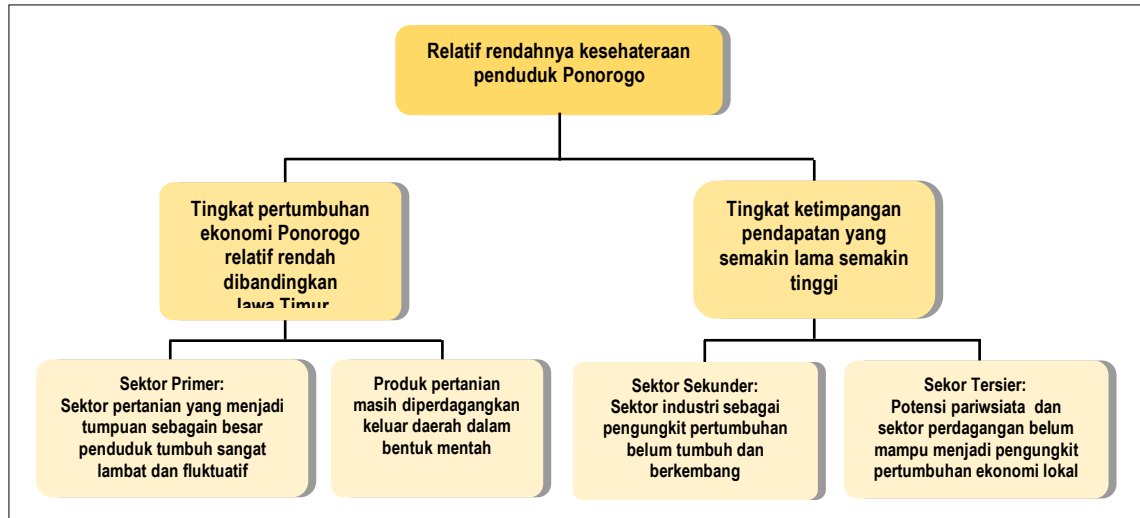 Relatif rendahnya kesehateraan
penduduk Ponorogo
Tingkat pertumbuhan
ekonomi Ponorogo
relatif rendah
dibandingkan
Jawa Timur
Tingkat ketimpangan
pendapatan yang
semakin lama semakin
tinggi
Sektor Primer:
Sektor pertanian yang menjadi
tumpuan sebagain besar
penduduk tumbuh sangat
lambat dan fluktuatif
Produk pertanian
masih diperdagangkan
keluar daerah dalam
bentuk mentah
Sektor Sekunder:
Sektor industri sebagai
pengungkit pertumbuhan
belum tumbuh dan
berkembang
Sekor Tersier:
Potensi pariwsiata dan
sektor perdagangan belum
mampu menjadi pengungkit
pertumbuhan ekonomi lokal